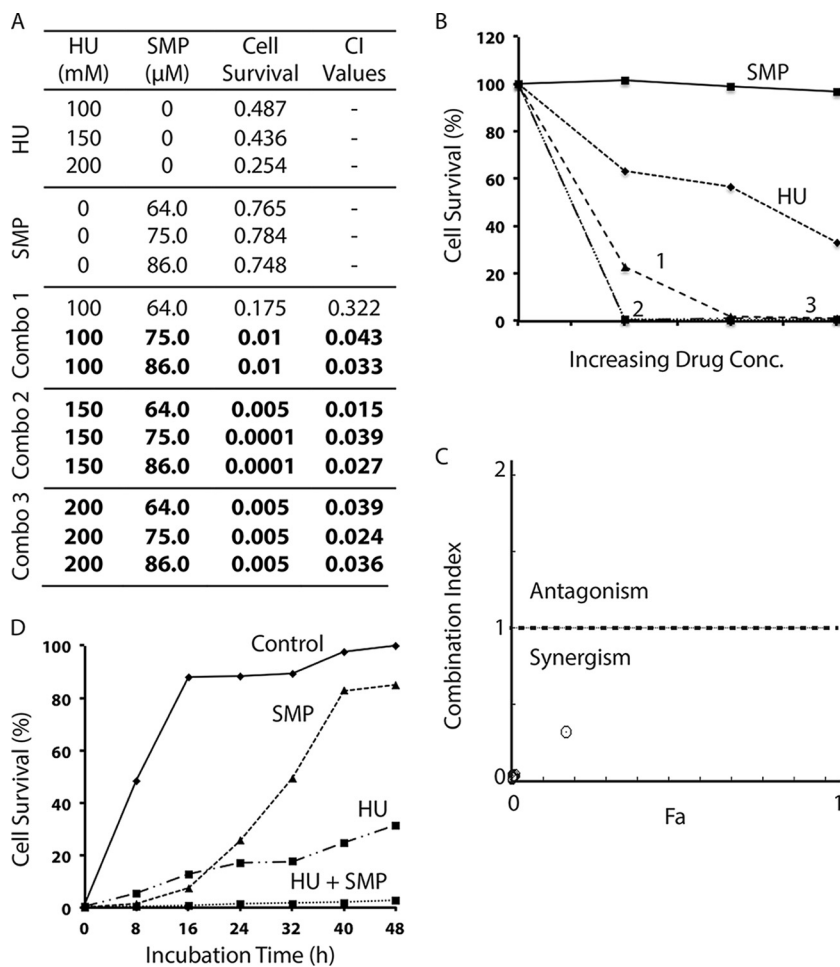 A
HU (mM) SMP (µM) Cell Survival CI Values
HU
100 0 0.487 -
150 0 0.436 -
200 0 0.254 -
SMP
0 64.0 0.765 -
0 75.0 0.784 -
0 86.0 0.748 -
Combo 1
100 64.0 0.175 0.322
100 75.0 0.01 0.043
100 86.0 0.01 0.033
Combo 2
150 64.0 0.005 0.015
150 75.0 0.0001 0.039
150 86.0 0.0001 0.027
Combo 3
200 64.0 0.005 0.039
200 75.0 0.005 0.024
200 86.0 0.005 0.036
B
Cell Survival (%)
120
100
80
60
40
20
0
SMP
HU
1
2
3
Increasing Drug Conc.
C
Combination Index
2
1
0
Antagonism
Synergism
0 1
Fa
D
Cell Survival (%)
100
80
60
40
20
0
Control
SMP
HU
HU + SMP
0 8 16 24 32 40 48
Incubation Time (h)